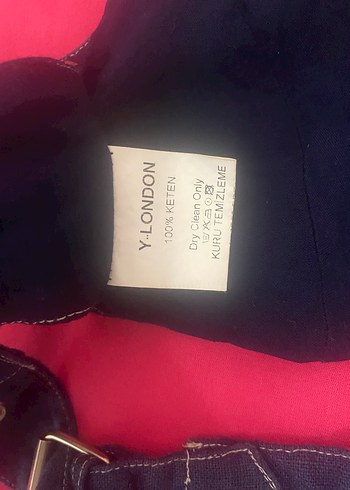 Y-LONDON
100% KETEN
Dry Clean Only
KURU TEMİZLEME